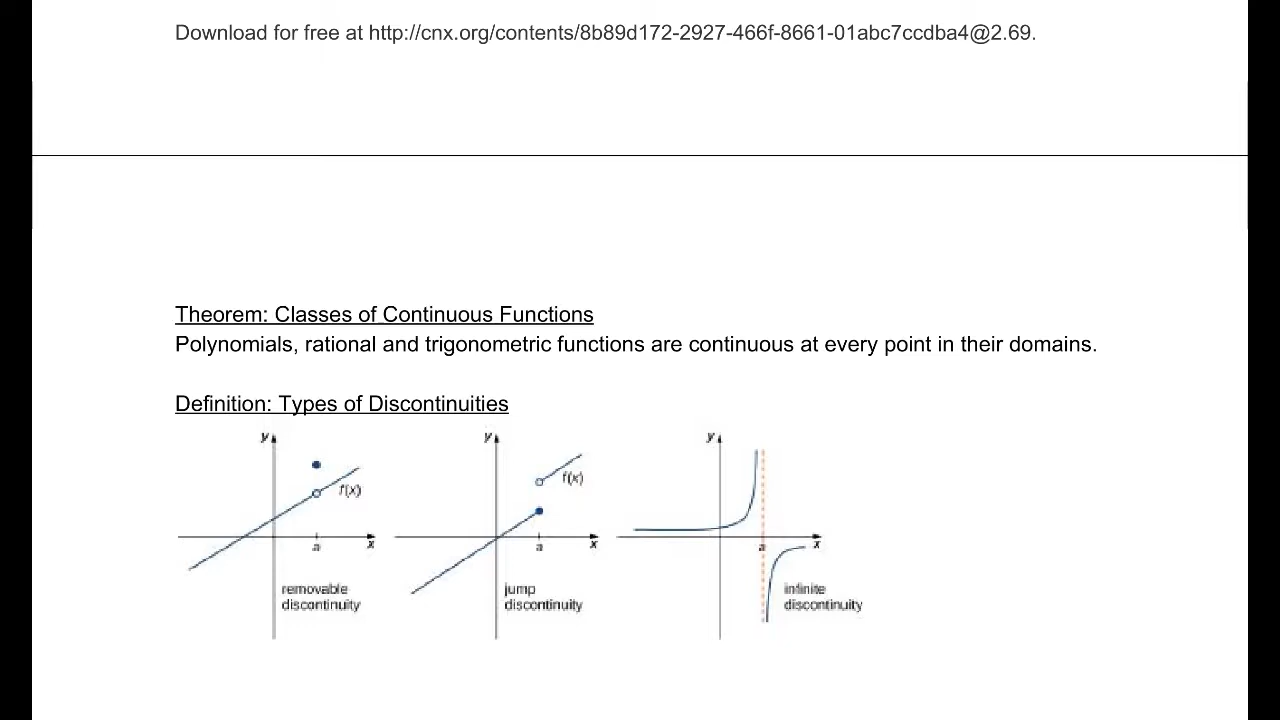 Download for free at http://cnx.org/contents/8b89d172-2927-466f-8661-01abc7ccdba4@2.69.
Theorem: Classes of Continuous Functions
Polynomials, rational and trigonometric functions are continuous at every point in their domains.
Definition: Types of Discontinuities
y
f(x)
a
x
removable
discontinuity
y
f(x)
a
x
jump
discontinuity
y
a
x
infinite
discontinuity